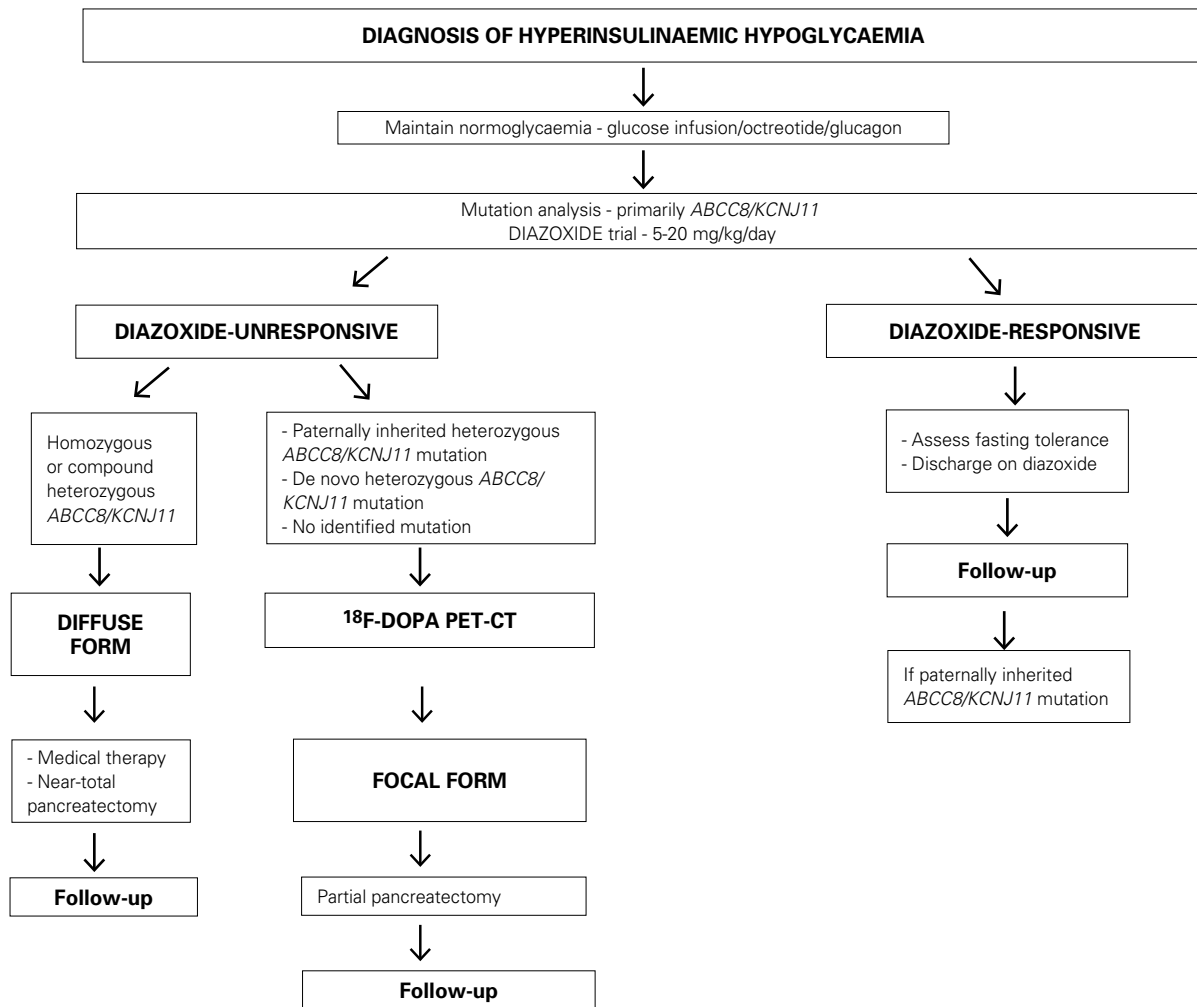 DIAGNOSIS OF HYPERINSULINAEMIC HYPOGLYCAEMIA
Maintain normoglycaemia - glucose infusion/octreotide/glucagon
Mutation analysis - primarily ABCC8/KCNJ11
DIAZOXIDE trial - 5-20 mg/kg/day
DIAZOXIDE-UNRESPONSIVE
Homozygous
or compound
heterozygous
ABCC8/KCNJ11
DIFFUSE
FORM
- Medical therapy
- Near-total
pancreatectomy
Follow-up
- Paternally inherited heterozygous
ABCC8/KCNJ11 mutation
- De novo heterozygous ABCC8/
KCNJ11 mutation
- No identified mutation
18F-DOPA PET-CT
FOCAL FORM
Partial pancreatectomy
Follow-up
DIAZOXIDE-RESPONSIVE
- Assess fasting tolerance
- Discharge on diazoxide
Follow-up
If paternally inherited
ABCC8/KCNJ11 mutation